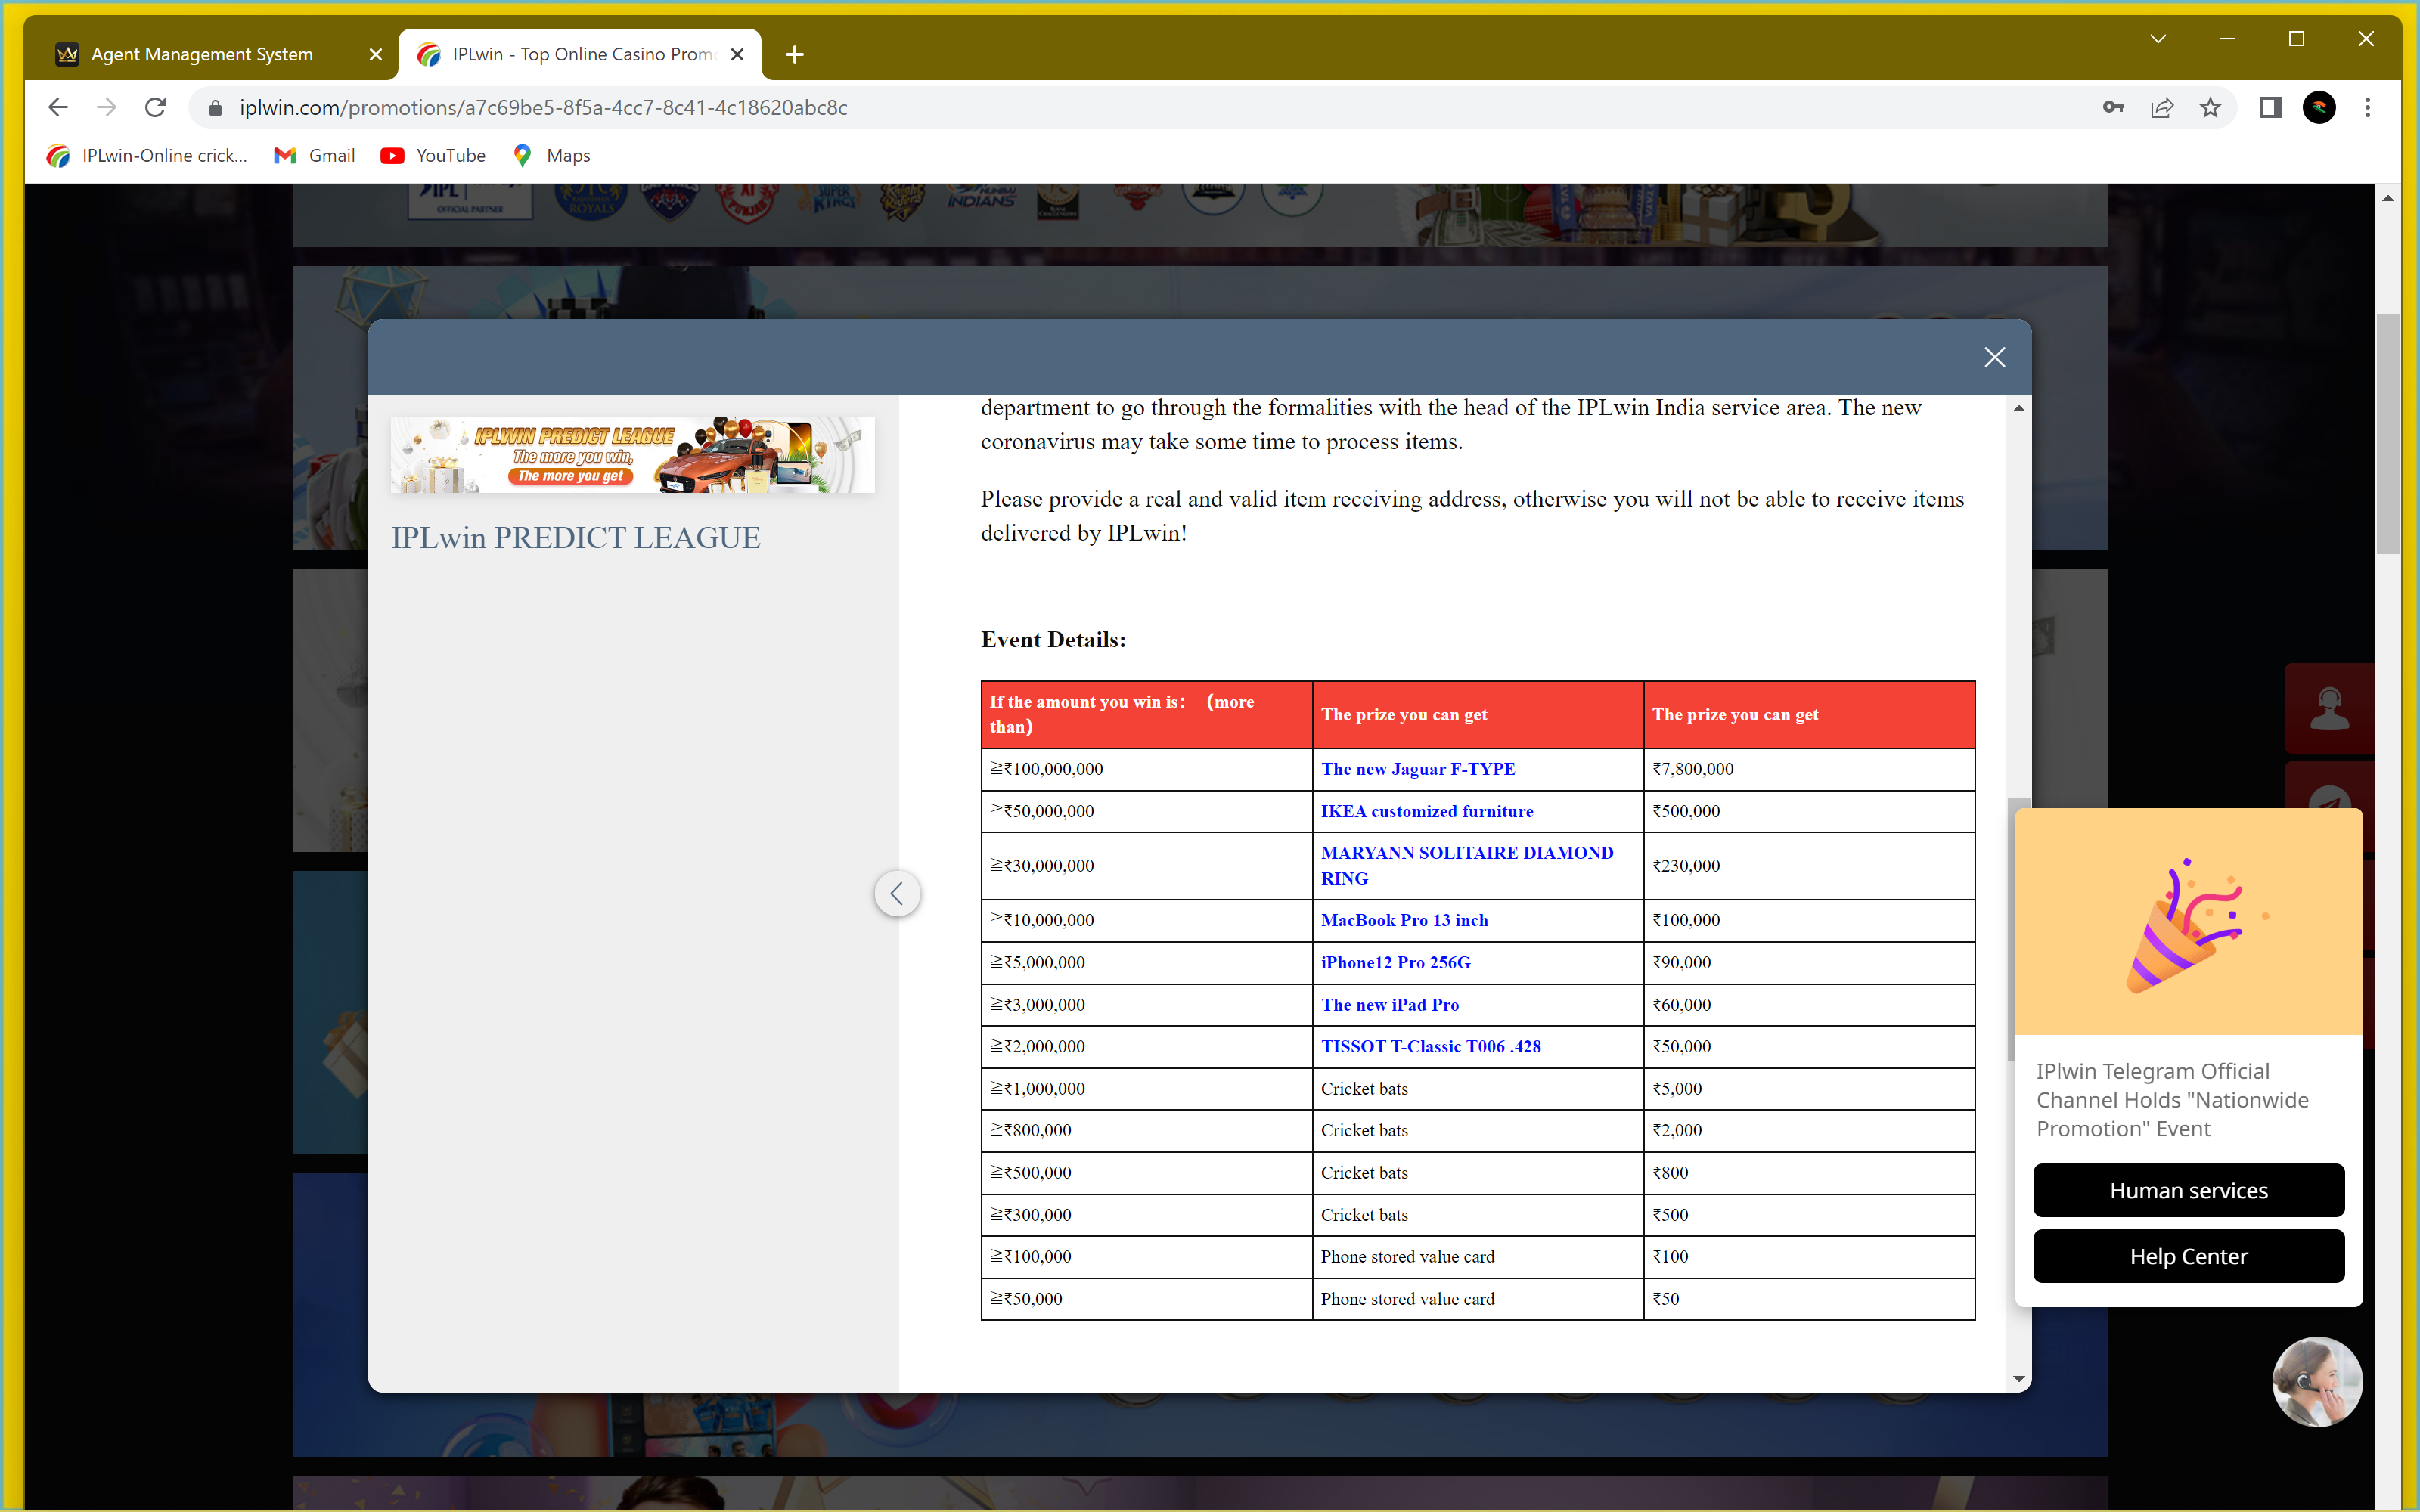 Agent Management System
IPLwin - Top Online Casino Prom
iplwin.com/promotions/a7c69be5-8f5a-4cc7-8c41-4c18620abc8c
IPLwin-Online crick...
Gmail
YouTube
Maps
IPL
OFFICIAL PARTNER
ROYALS
PUNJAB
KINGS
Riders
INDIANS
IPLWIN PREDICT LEAGUE
The more you win,
The more you get
IPLwin PREDICT LEAGUE
department to go through the formalities with the head of the IPLwin India service area. The new
coronavirus may take some time to process items.
Please provide a real and valid item receiving address, otherwise you will not be able to receive items
delivered by IPLwin!
Event Details:
If the amount you win is： （more
than）
The prize you can get
The prize you can get
≧₹100,000,000 The new Jaguar F-TYPE ₹7,800,000
≧₹50,000,000 IKEA customized furniture ₹500,000
≧₹30,000,000 MARYANN SOLITAIRE DIAMOND
RING ₹230,000
≧₹10,000,000 MacBook Pro 13 inch ₹100,000
≧₹5,000,000 iPhone12 Pro 256G ₹90,000
≧₹3,000,000 The new iPad Pro ₹60,000
≧₹2,000,000 TISSOT T-Classic T006 .428 ₹50,000
≧₹1,000,000 Cricket bats ₹5,000
≧₹800,000 Cricket bats ₹2,000
≧₹500,000 Cricket bats ₹800
≧₹300,000 Cricket bats ₹500
≧₹100,000 Phone stored value card ₹100
≧₹50,000 Phone stored value card ₹50
IPlwin Telegram Official
Channel Holds "Nationwide
Promotion" Event
Human services
Help Center